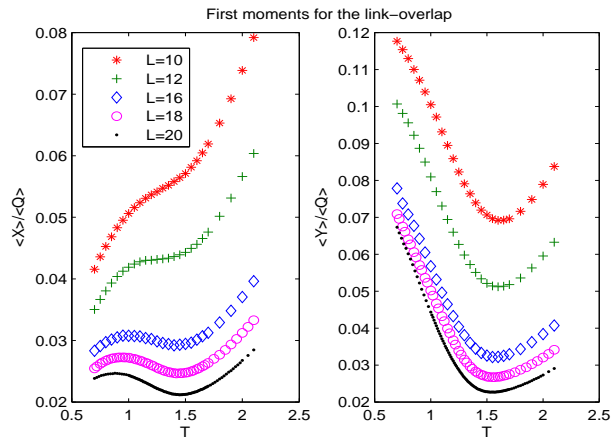 First moments for the link-overlap
0.08
0.07
0.06
0.05
0.04
0.03
0.02
<X>/<Q>
0.5
1
1.5
2
2.5
T
L=10
L=12
L=16
L=18
L=20
0.12
0.11
0.1
0.09
0.08
0.07
0.06
0.05
0.04
0.03
0.02
<Y>/<Q>
0.5
1
1.5
2
2.5
T